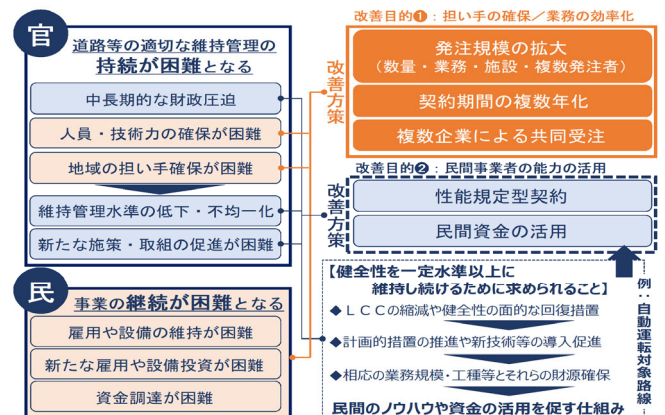 官
道路等の適切な維持管理の
持続が困難となる
中長期的な財政圧迫
人員・技術力の確保が困難
地域の担い手確保が困難
維持管理水準の低下・不均一化
新たな施策・取組の促進が困難
民
事業の継続が困難となる
雇用や設備の維持が困難
新たな雇用や設備投資が困難
資金調達が困難
改善目的❶:担い手の確保/業務の効率化
改善方策
発注規模の拡大
(数量・業務・施設・複数発注者)
契約期間の複数年化
複数企業による共同受注
改善目的❷:民間事業者の能力の活用
改善方策
性能規定型契約
民間資金の活用
【健全性を一定水準以上に
維持し続けるために求められること】
◆LCCの縮減や健全性の面的な回復措置
◆計画的措置の推進や新技術等の導入促進
◆相応の業務規模・工種等とそれらの財源確保
民間のノウハウや資金の活用を促す仕組み
例:自動運転対象路線